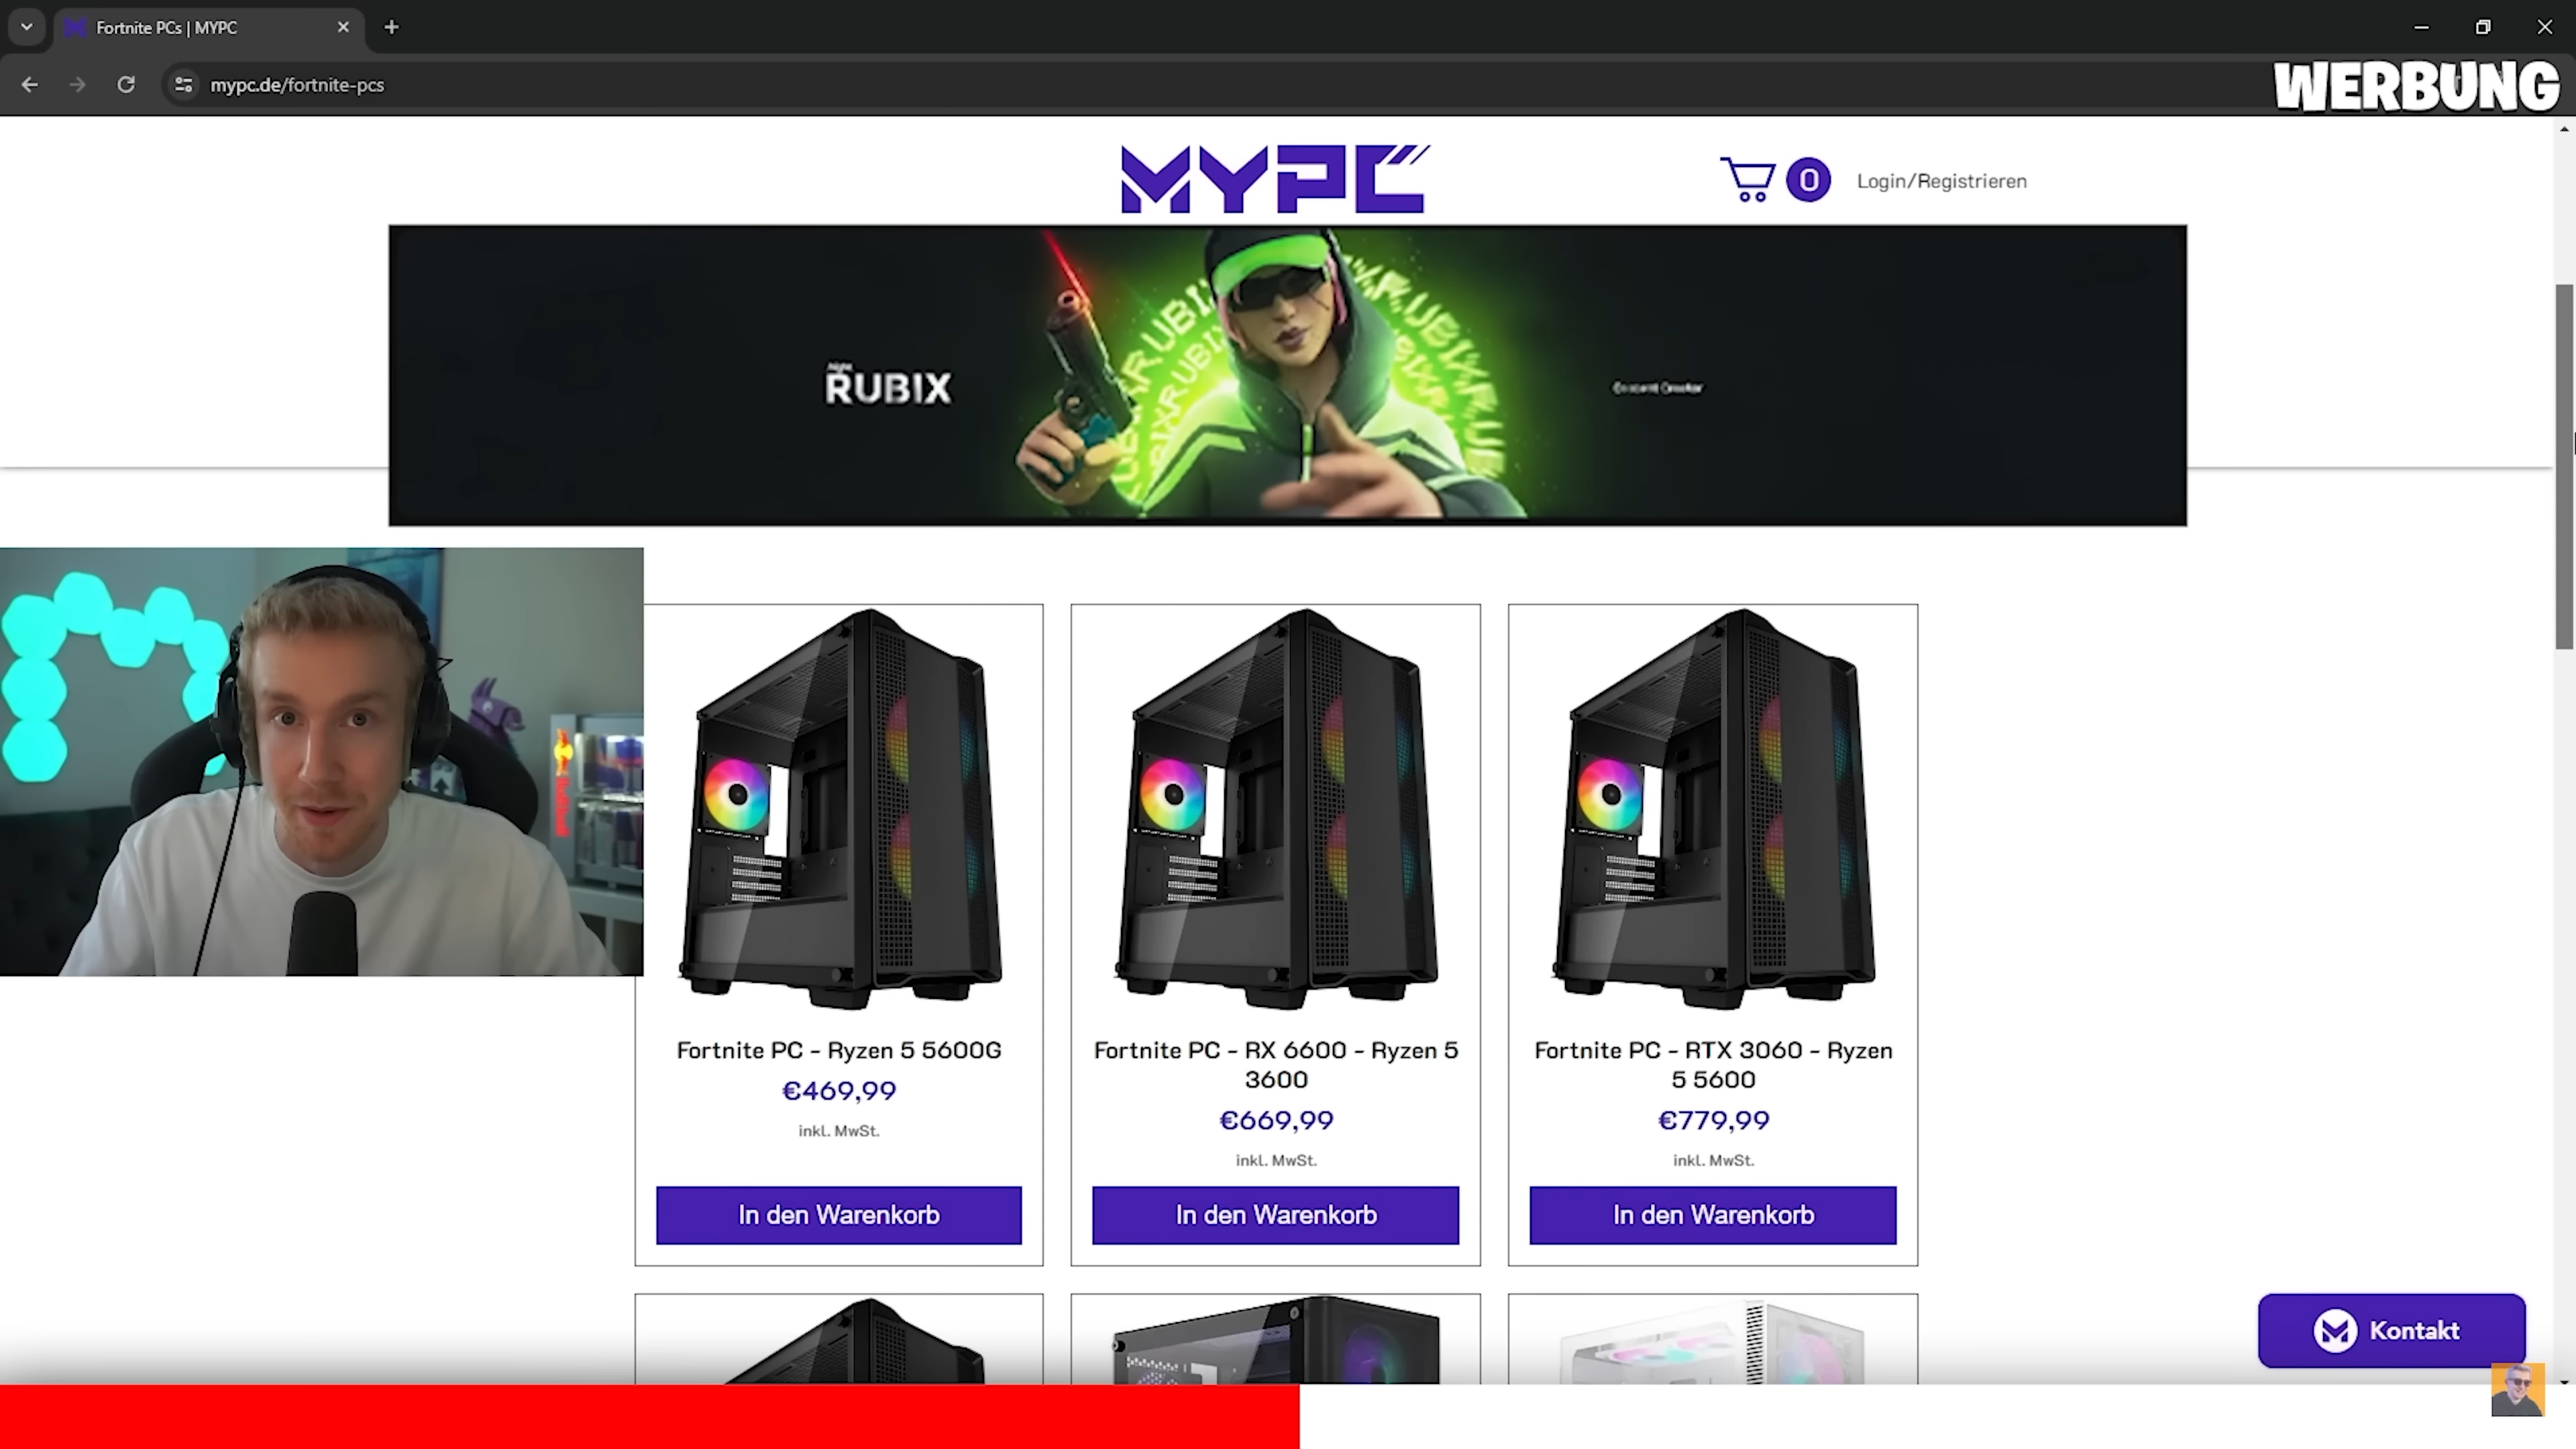 Fortnite PCs | MYPC
mypc.de/fortnite-pcs
WERBUNG
MYPC
0
Login/Registrieren
RUBIX
Content Creator
Fortnite PC - Ryzen 5 5600G
€469,99
inkl. MwSt.
In den Warenkorb
Fortnite PC - RX 6600 - Ryzen 5
3600
€669,99
inkl. MwSt.
In den Warenkorb
Fortnite PC - RTX 3060 - Ryzen
5 5600
€779,99
inkl. MwSt.
In den Warenkorb
Kontakt